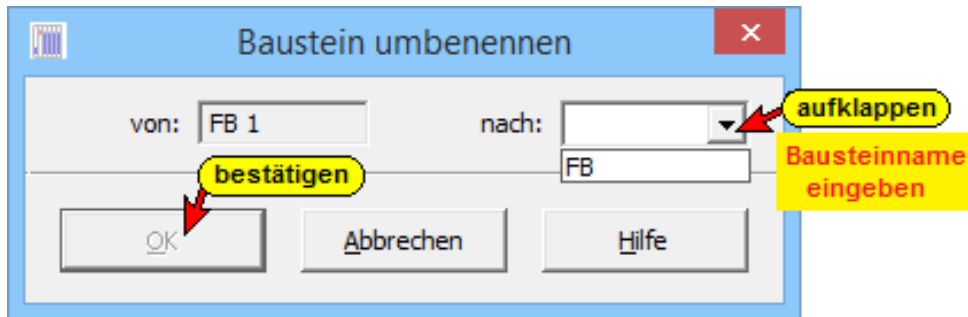 Baustein umbenennen
von: FB 1 nach:
aufklappen
FB
Bausteinname
eingeben
bestätigen
OK Abbrechen Hilfe